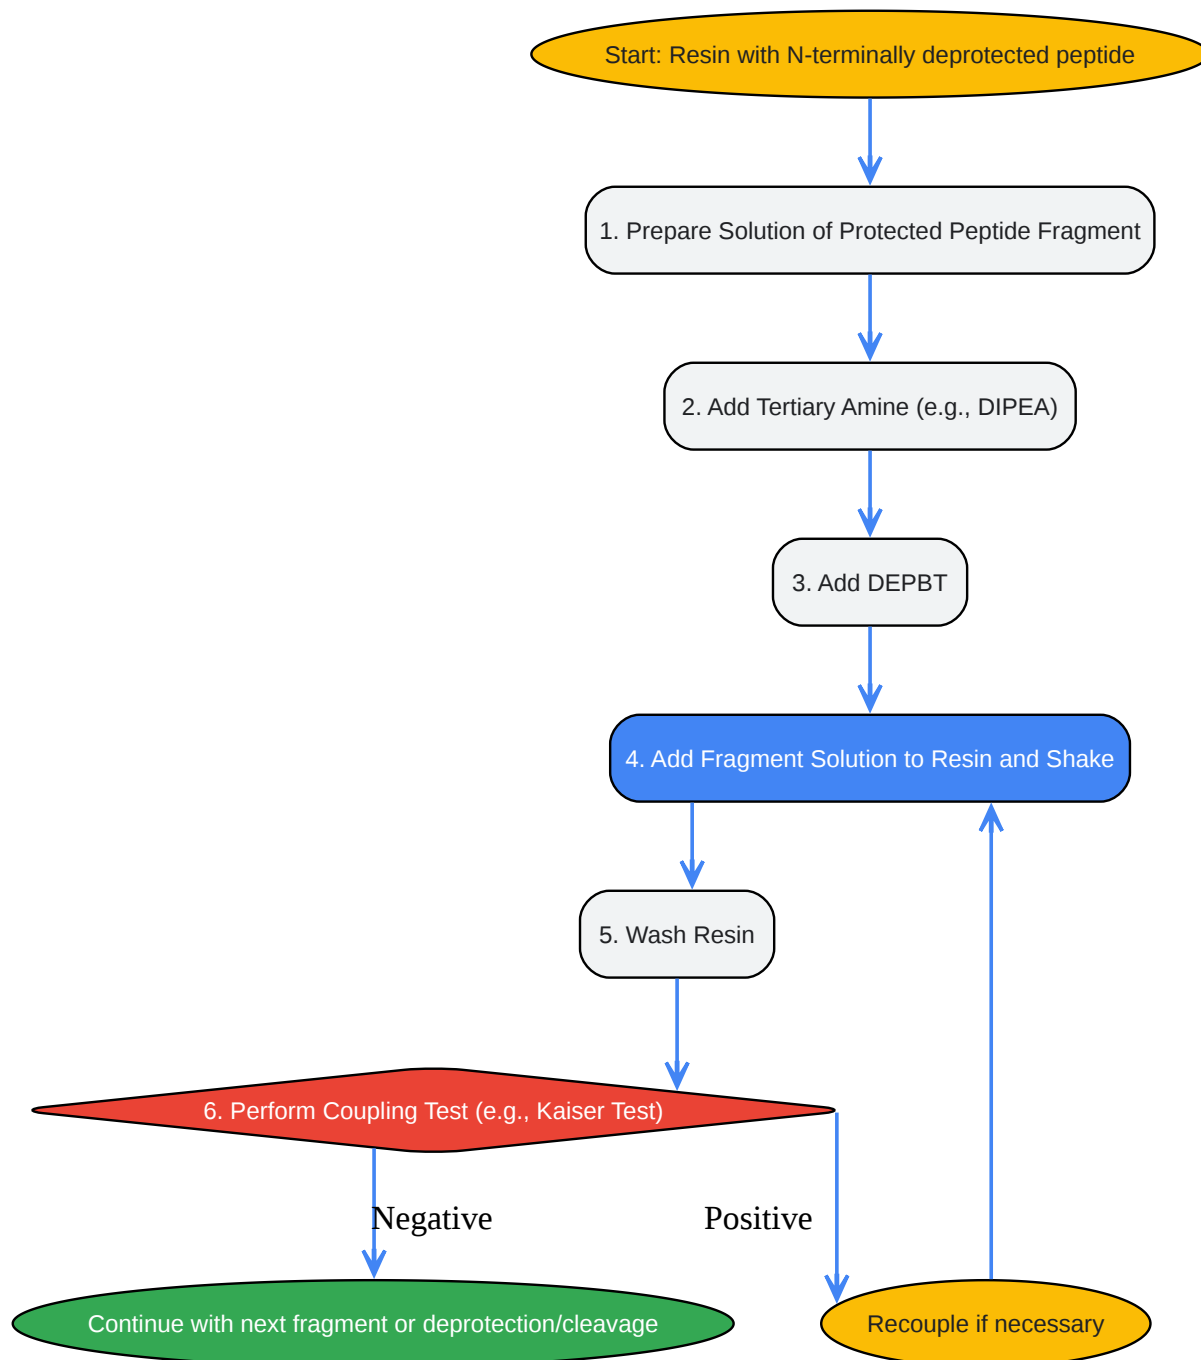 Start: Resin with N-terminally deprotected peptide
1. Prepare Solution of Protected Peptide Fragment
2. Add Tertiary Amine (e.g., DIPEA)
3. Add DEPBT
4. Add Fragment Solution to Resin and Shake
5. Wash Resin
6. Perform Coupling Test (e.g., Kaiser Test)
Negative
Positive
Continue with next fragment or deprotection/cleavage
Recouple if necessary